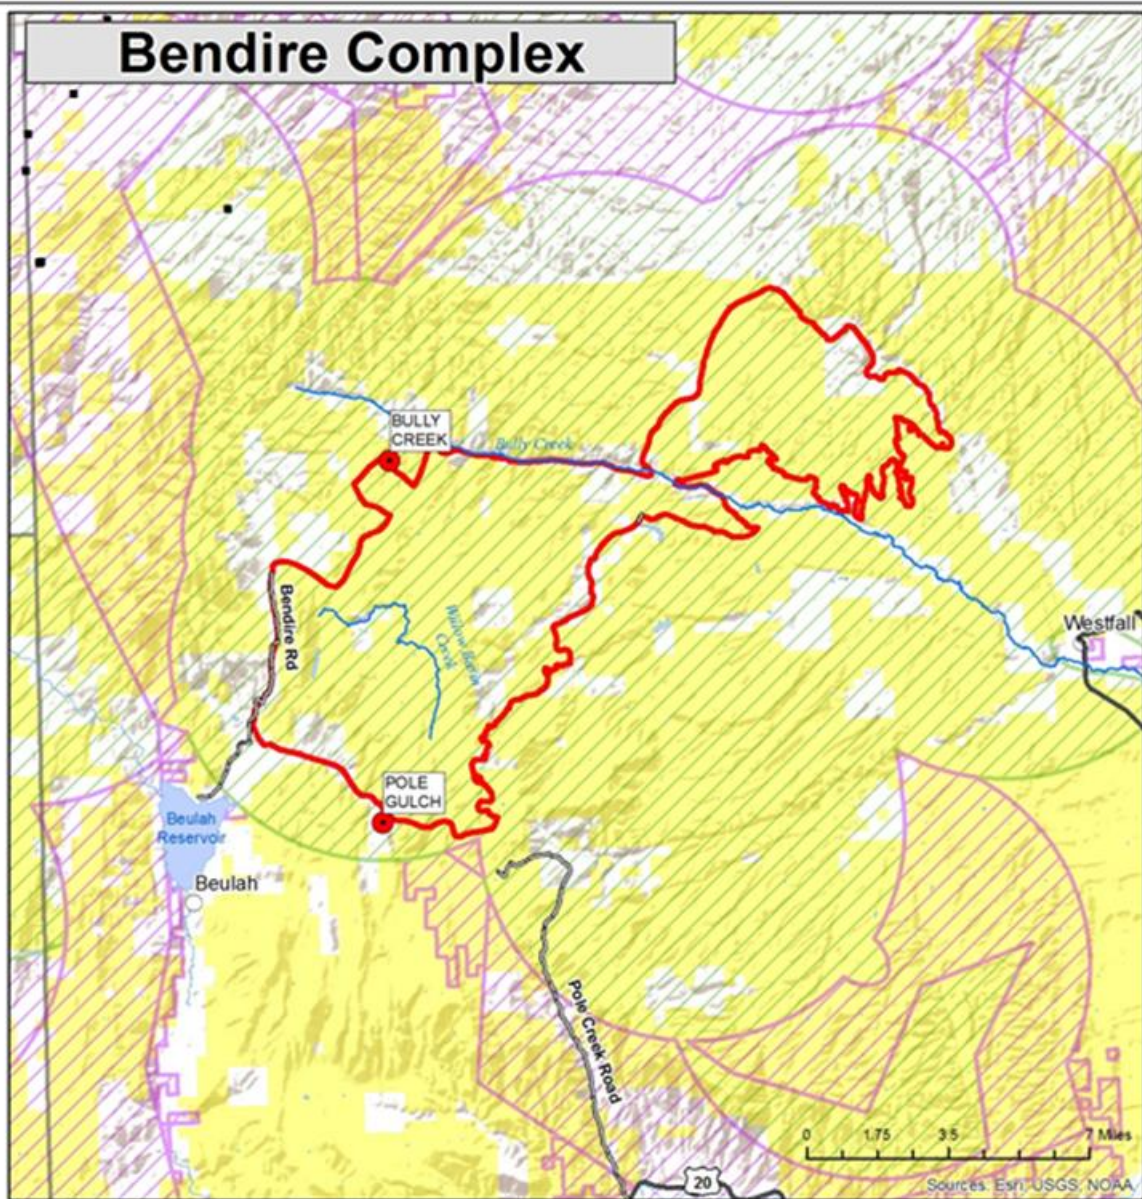 Bendire Complex
BULLY
CREEK
Bully Creek
Bendire Rd
Willow Basin
Creek
Westfall
POLE
GULCH
Beulah
Reservoir
Beulah
Pole Creek Road
0 1.75 3.5 7 Miles
20
Sources: Esri, USGS, NOAA